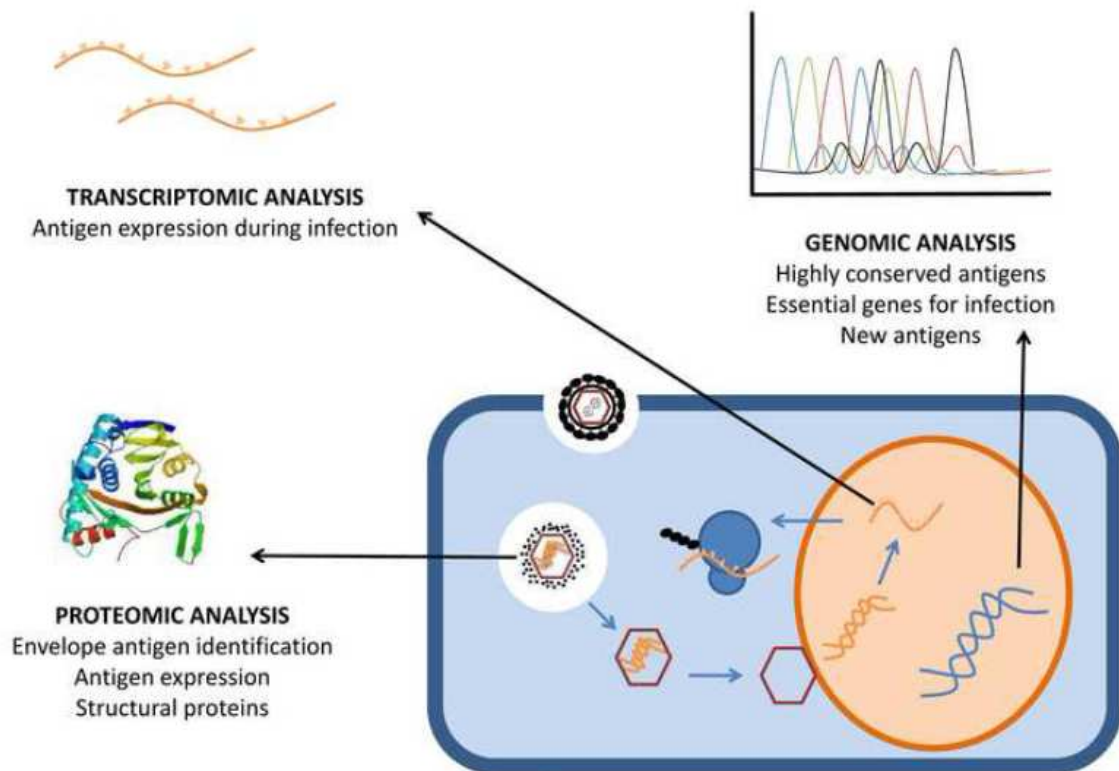 TRANSCRIPTOMIC ANALYSIS
Antigen expression during infection
GENOMIC ANALYSIS
Highly conserved antigens
Essential genes for infection
New antigens
PROTEOMIC ANALYSIS
Envelope antigen identification
Antigen expression
Structural proteins